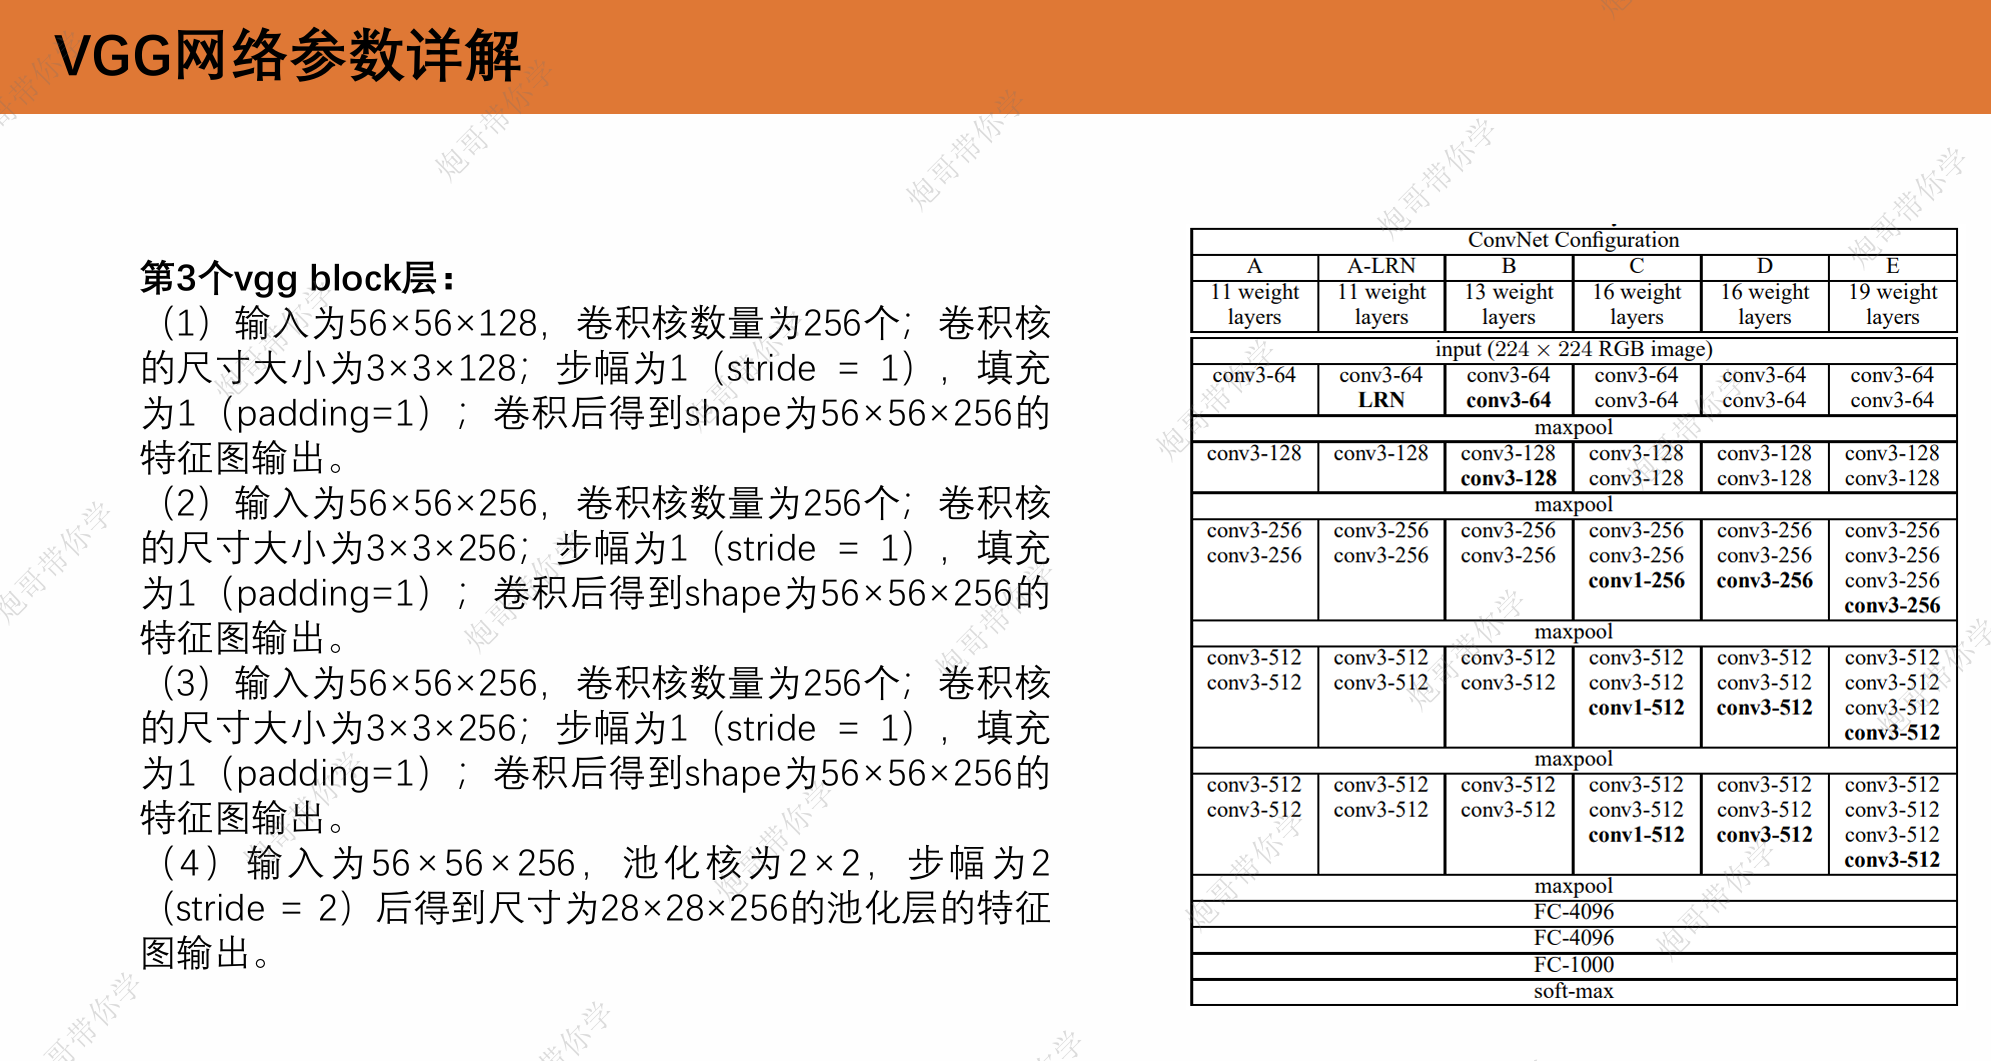 VGG网络参数详解
第3个vgg block层：
（1）输入为56×56×128，卷积核数量为256个；卷积核
的尺寸大小为3×3×128；步幅为1（stride = 1），填充
为1（padding=1）；卷积后得到shape为56×56×256的
特征图输出。
（2）输入为56×56×256，卷积核数量为256个；卷积核
的尺寸大小为3×3×256；步幅为1（stride = 1），填充
为1（padding=1）；卷积后得到shape为56×56×256的
特征图输出。
（3）输入为56×56×256，卷积核数量为256个；卷积核
的尺寸大小为3×3×256；步幅为1（stride = 1），填充
为1（padding=1）；卷积后得到shape为56×56×256的
特征图输出。
（4）输入为56×56×256，池化核为2×2，步幅为2
（stride = 2）后得到尺寸为28×28×256的池化层的特征
图输出。
ConvNet Configuration
A A-LRN B C D E
11 weight 11 weight 13 weight 16 weight 16 weight 19 weight
layers layers layers layers layers layers
input (224 × 224 RGB image)
conv3-64 conv3-64 conv3-64 conv3-64 conv3-64 conv3-64
LRN conv3-64 conv3-64 conv3-64 conv3-64
maxpool
conv3-128 conv3-128 conv3-128 conv3-128 conv3-128 conv3-128
conv3-128 conv3-128 conv3-128 conv3-128
maxpool
conv3-256 conv3-256 conv3-256 conv3-256 conv3-256 conv3-256
conv3-256 conv3-256 conv3-256 conv3-256 conv3-256 conv3-256
conv1-256 conv3-256 conv3-256
conv3-256
maxpool
conv3-512 conv3-512 conv3-512 conv3-512 conv3-512 conv3-512
conv3-512 conv3-512 conv3-512 conv3-512 conv3-512 conv3-512
conv1-512 conv3-512 conv3-512
conv3-512
maxpool
conv3-512 conv3-512 conv3-512 conv3-512 conv3-512 conv3-512
conv3-512 conv3-512 conv3-512 conv3-512 conv3-512 conv3-512
conv1-512 conv3-512 conv3-512
conv3-512
maxpool
FC-4096
FC-4096
FC-1000
soft-max
炮哥带你学